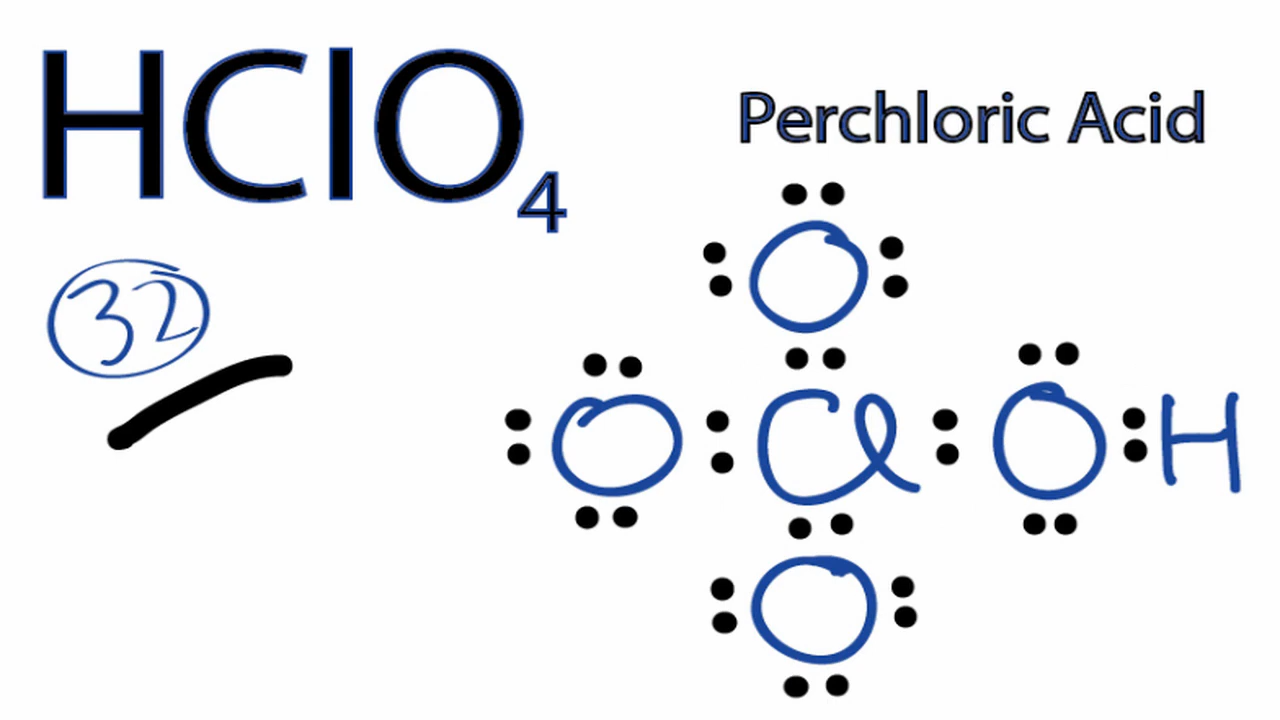 HClO₄
Perchloric Acid
32
O
O Cl O H
O